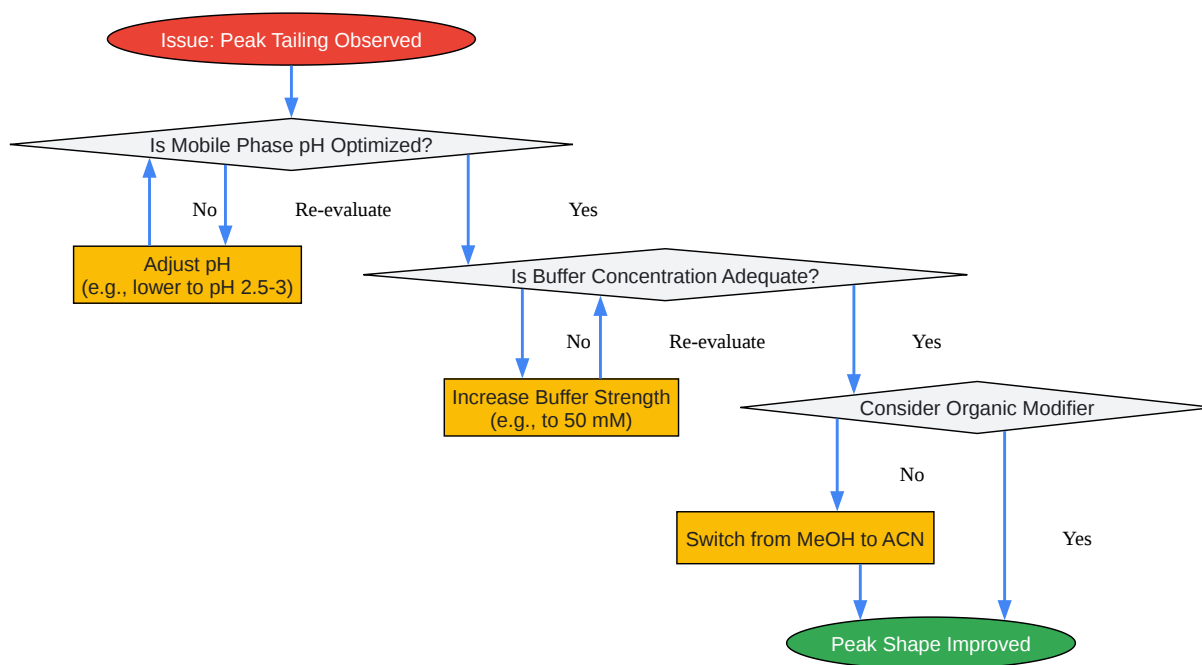 Issue: Peak Tailing Observed
Is Mobile Phase pH Optimized?
No
Re-evaluate
Yes
Adjust pH
(e.g., lower to pH 2.5-3)
Is Buffer Concentration Adequate?
No
Re-evaluate
Yes
Increase Buffer Strength
(e.g., to 50 mM)
Consider Organic Modifier
No
Yes
Switch from MeOH to ACN
Peak Shape Improved